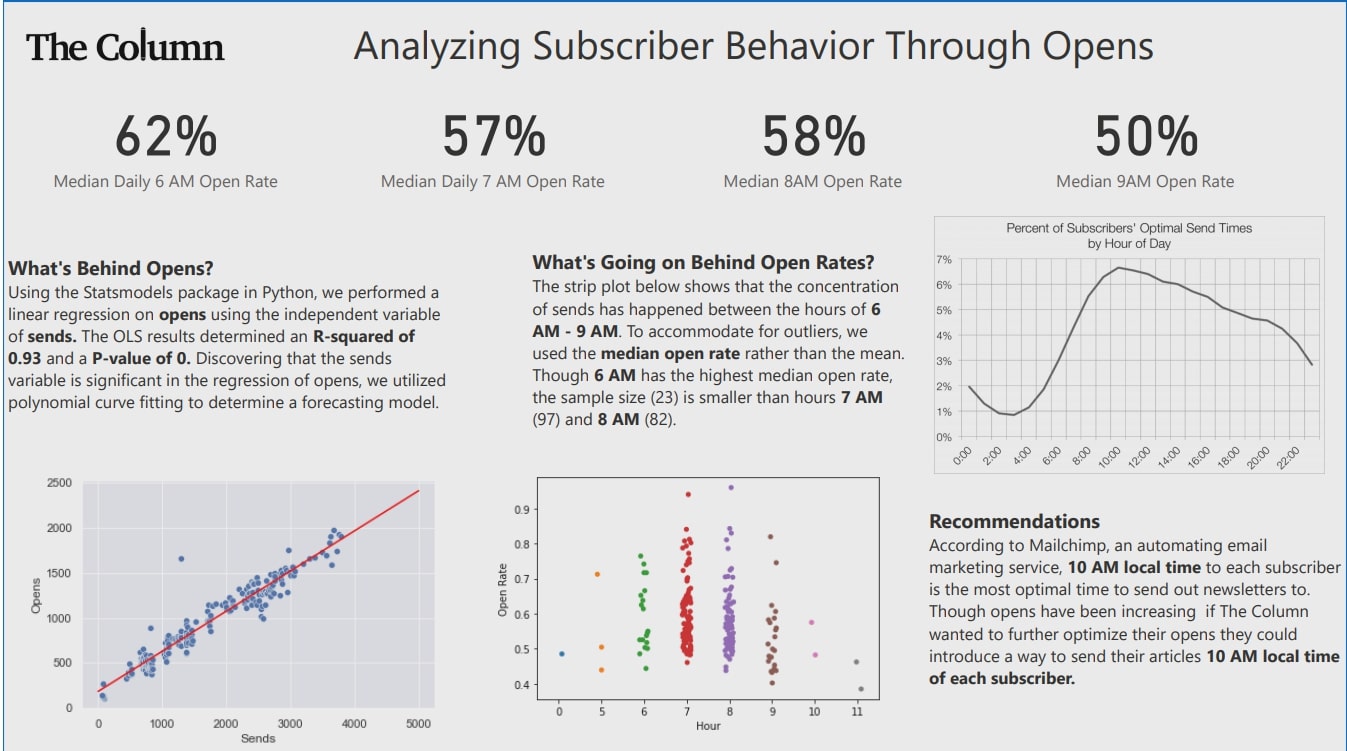 The Column
Analyzing Subscriber Behavior Through Opens
62%
Median Daily 6 AM Open Rate
57%
Median Daily 7 AM Open Rate
58%
Median 8AM Open Rate
50%
Median 9AM Open Rate
What's Behind Opens?
Using the Statsmodels package in Python, we performed a
linear regression on opens using the independent variable
of sends. The OLS results determined an R-squared of
0.93 and a P-value of 0. Discovering that the sends
variable is significant in the regression of opens, we utilized
polynomial curve fitting to determine a forecasting model.
2500
2000
1500
1000
500
0
Opens
0 1000 2000 3000 4000 5000
Sends
What's Going on Behind Open Rates?
The strip plot below shows that the concentration
of sends has happened between the hours of 6
AM - 9 AM. To accommodate for outliers, we
used the median open rate rather than the mean.
Though 6 AM has the highest median open rate,
the sample size (23) is smaller than hours 7 AM
(97) and 8 AM (82).
0.9
0.8
0.7
0.6
0.5
0.4
Open Rate
0 5 6 7 8 9 10 11
Hour
Percent of Subscribers' Optimal Send Times
by Hour of Day
7%
6%
5%
4%
3%
2%
1%
0%
0:00 2:00 4:00 6:00 8:00 10:00 12:00 14:00 16:00 18:00 20:00 22:00
Recommendations
According to Mailchimp, an automating email
marketing service, 10 AM local time to each subscriber
is the most optimal time to send out newsletters to.
Though opens have been increasing if The Column
wanted to further optimize their opens they could
introduce a way to send their articles 10 AM local time
of each subscriber.